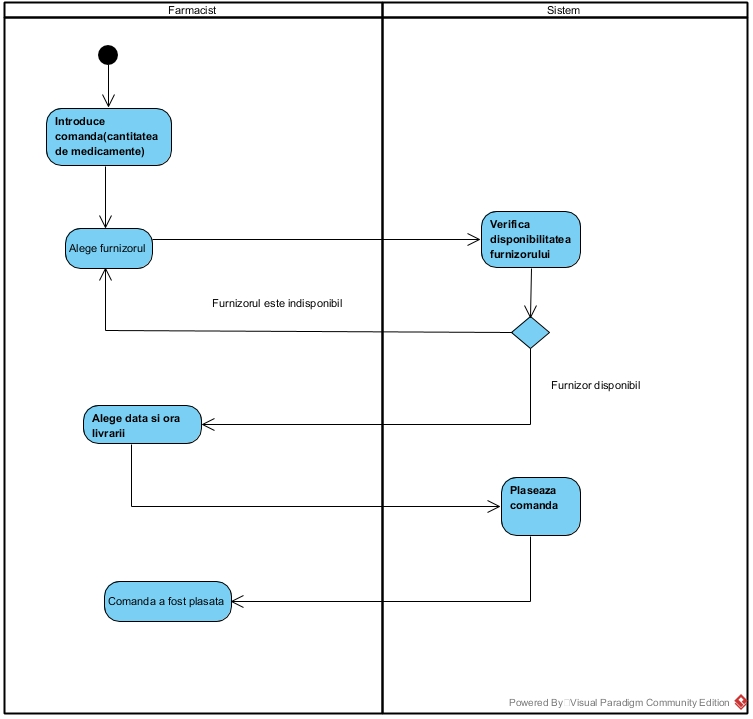 Farmacist
Sistem
Introduce
comanda(cantitatea
de medicamente)
Alege furnizorul
Verifica
disponibilitatea
furnizorului
Furnizorul este indisponibil
Furnizor disponibil
Alege data si ora
livrarii
Plaseaza
comanda
Comanda a fost plasata
Powered By Visual Paradigm Community Edition